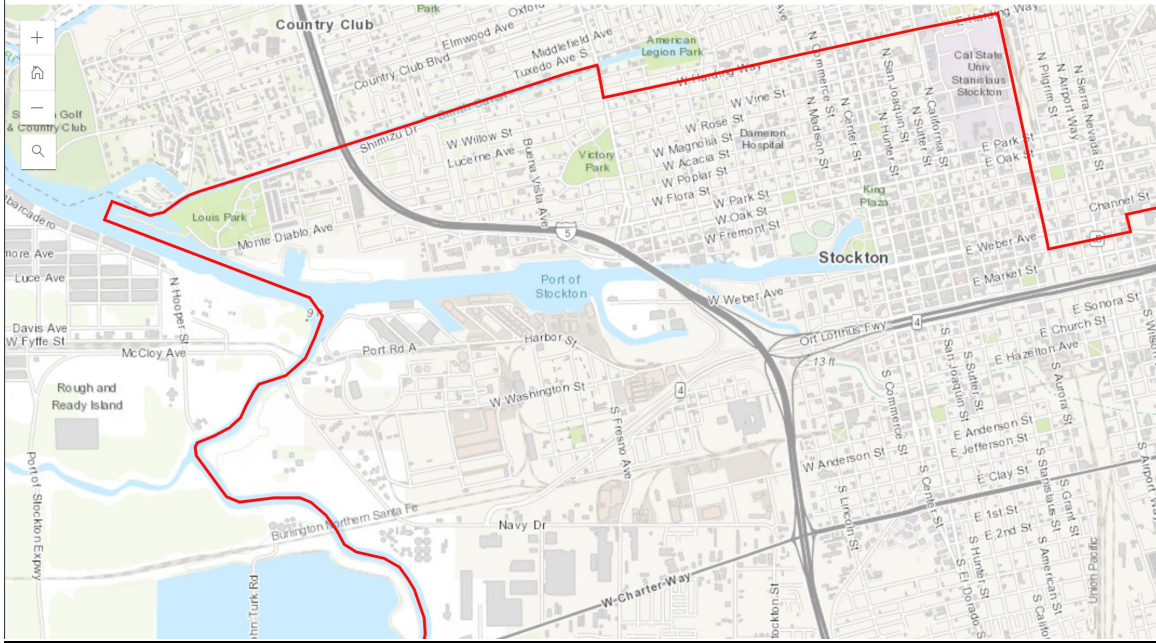 Park
Oxford
Country Club
Elmwood Ave
Middlefield Ave
American
Legion Park
Tuxedo Ave S
Country Club Blvd
W Harding Way
E Harding Way
N Commerce St
N San Joaquin St
Cal State
Univ
Stanislaus
Stockton
N Pilgrim St
N Airport Way
N Sierra Nevada St
Golf
& Country Club
Shimizu Dr
W Willow St
Lucerne Ave
Buena Vista Ave
W Vine St
W Rose St
W Magnolia St
W Acacia St
W Poplar St
W Flora St
Dameron
Hospital
N Madison St
N Center St
N Hunter St
N Sutter St
N California St
E Park St
E Oak St
Victory
Park
W Park St
W Oak St
W Fremont St
King
Plaza
Channel St
Louis Park
Monte Diablo Ave
5
Stockton
E Weber Ave
E Market St
Luce Ave
N Hooper St
Port of
Stockton
W Weber Ave
Ort Lofthus Fwy
4
E Sonora St
E Church St
E Hazelton Ave
Davis Ave
W Fyffe St
McCloy Ave
Port Rd A
Harbor St
13 ft
S San Joaquin St
S Sutter St
S Aurora St
Rough and
Ready Island
W Washington St
4
S Fresno Ave
S Commerce St
E Anderson St
E Jefferson St
W Anderson St
E Clay St
S Lincoln St
S Center St
S Stanislaus St
S Grant St
S Airport Way
Port of Stockton Expwy
Burlington Northern Santa Fe
Navy Dr
E 1st St
E 2nd St
S Hunter St
S El Dorado St
S American St
Union Pacific
W Charter Way
Turk Rd